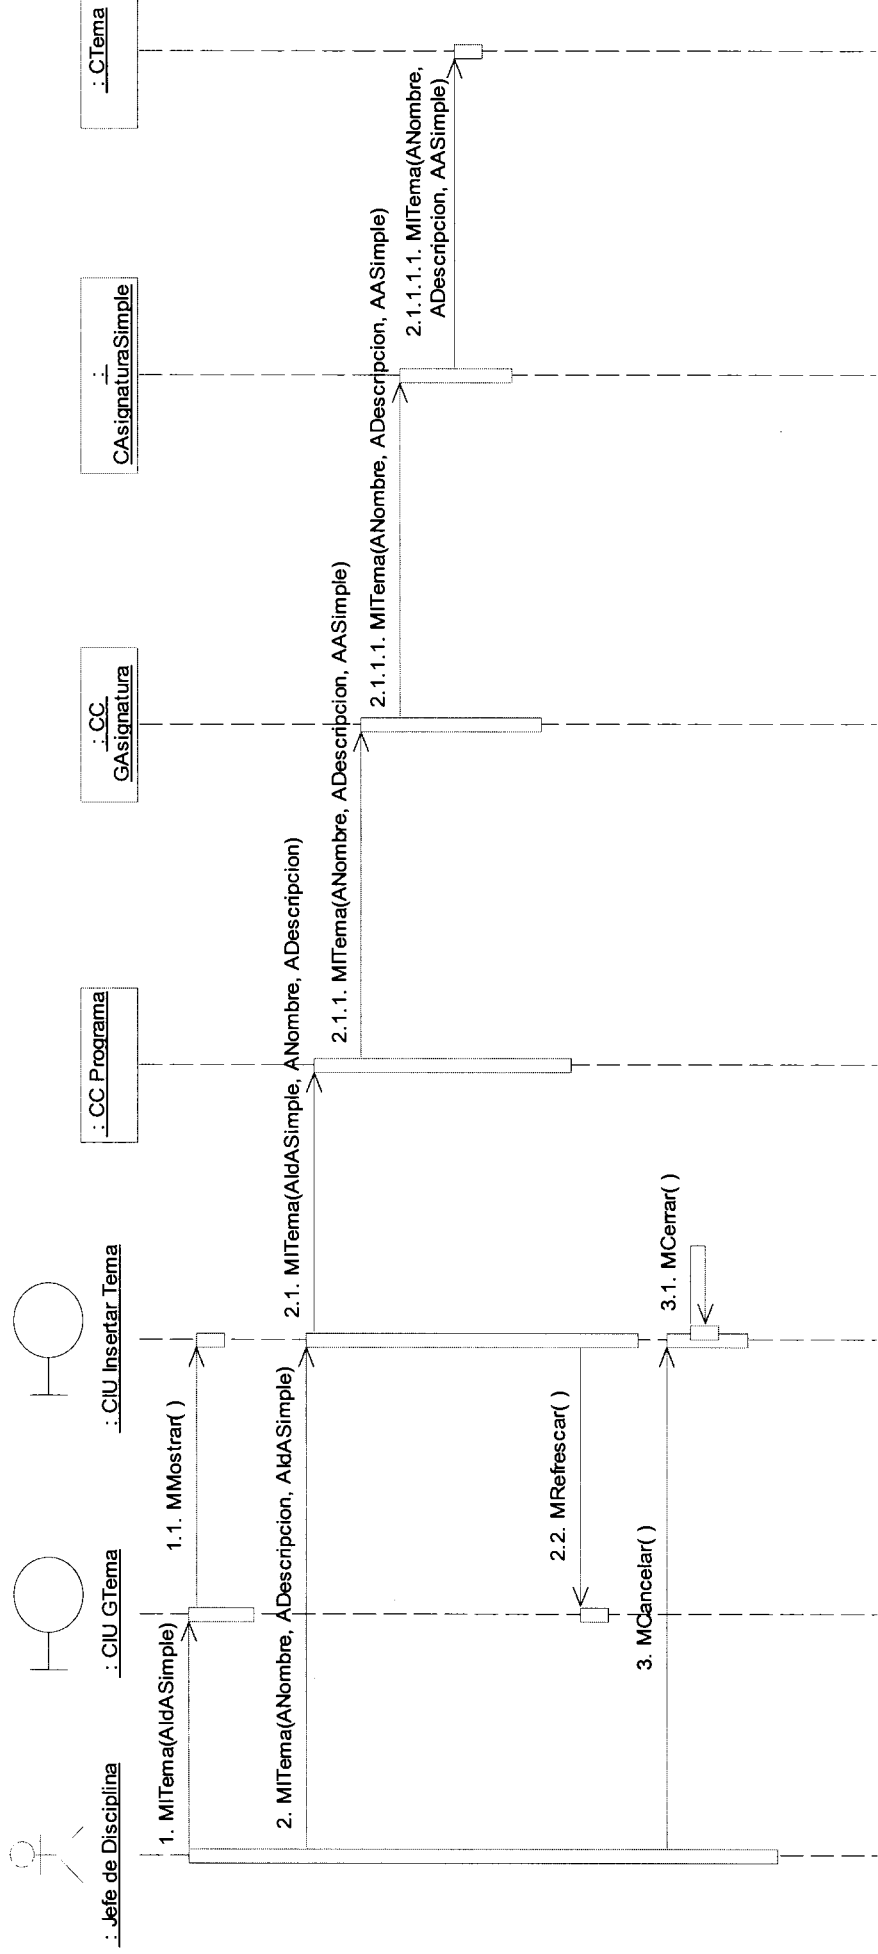 : Jefe de Disciplina
: CIU GTema
: CIU Insertar Tema
: CC Programa
: CC
GAsignatura
:
CAsignaturaSimple
: CTema
1. MITema(AIdASimple)
1.1. MMostrar( )
2. MITema(ANombre, ADescripcion, AIdASimple)
2.1. MITema(AIdASimple, ANombre, ADescripcion)
2.1.1. MITema(ANombre, ADescripcion, AASimple)
2.1.1.1. MITema(ANombre, ADescripcion, AASimple)
2.1.1.1.1. MITema(ANombre,
ADescripcion, AASimple)
2.2. MRefrescar( )
3. MCancelar( )
3.1. MCerrar( )